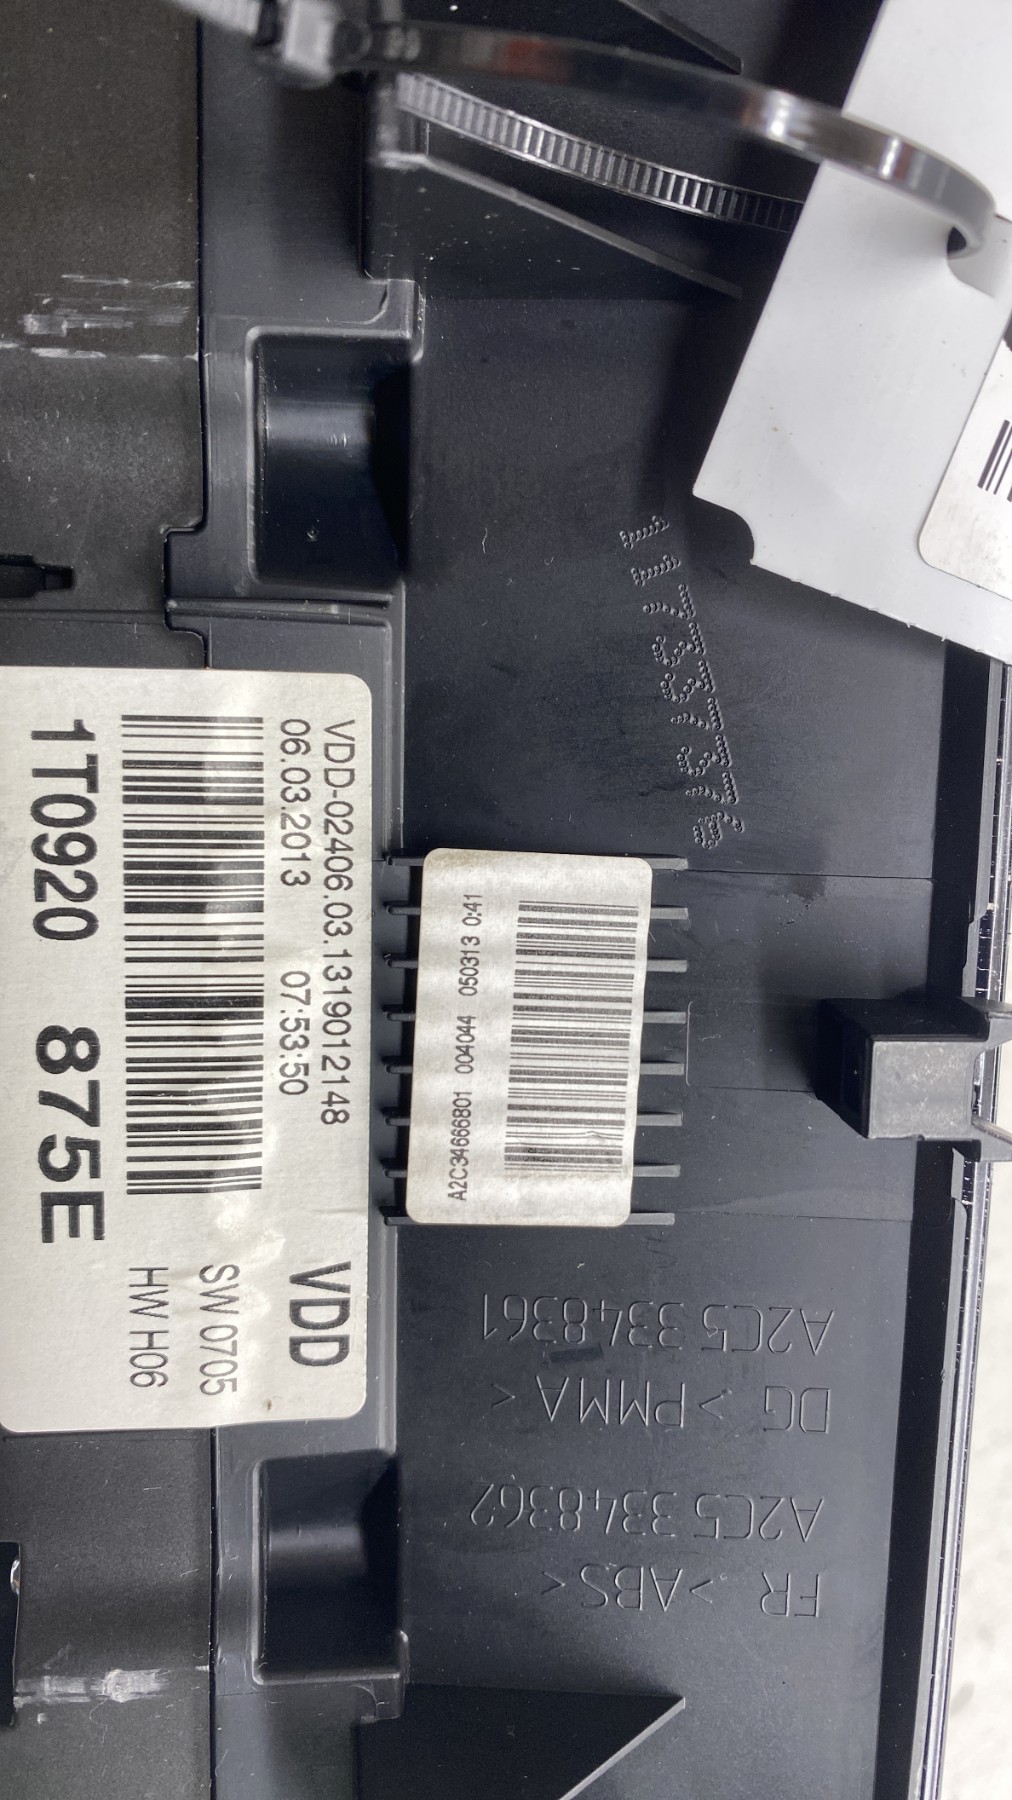 VDD-02406.03.1319012148
06.03.2013 07:53:50
VDD
SW 0705
HW H06
1T0920 875E
A2C34666801 004044 050313 0:41
A2C5 3348361
DG >PMMA<
A2C5 3348362
FR >ABS<